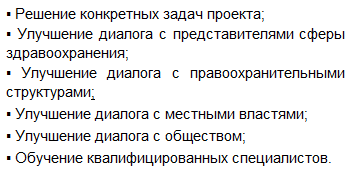 ▪ Решение конкретных задач проекта;
▪ Улучшение диалога с представителями сферы
здравоохранения;
▪ Улучшение диалога с правоохранительными
структурами;
▪ Улучшение диалога с местными властями;
▪ Улучшение диалога с обществом;
▪ Обучение квалифицированных специалистов.